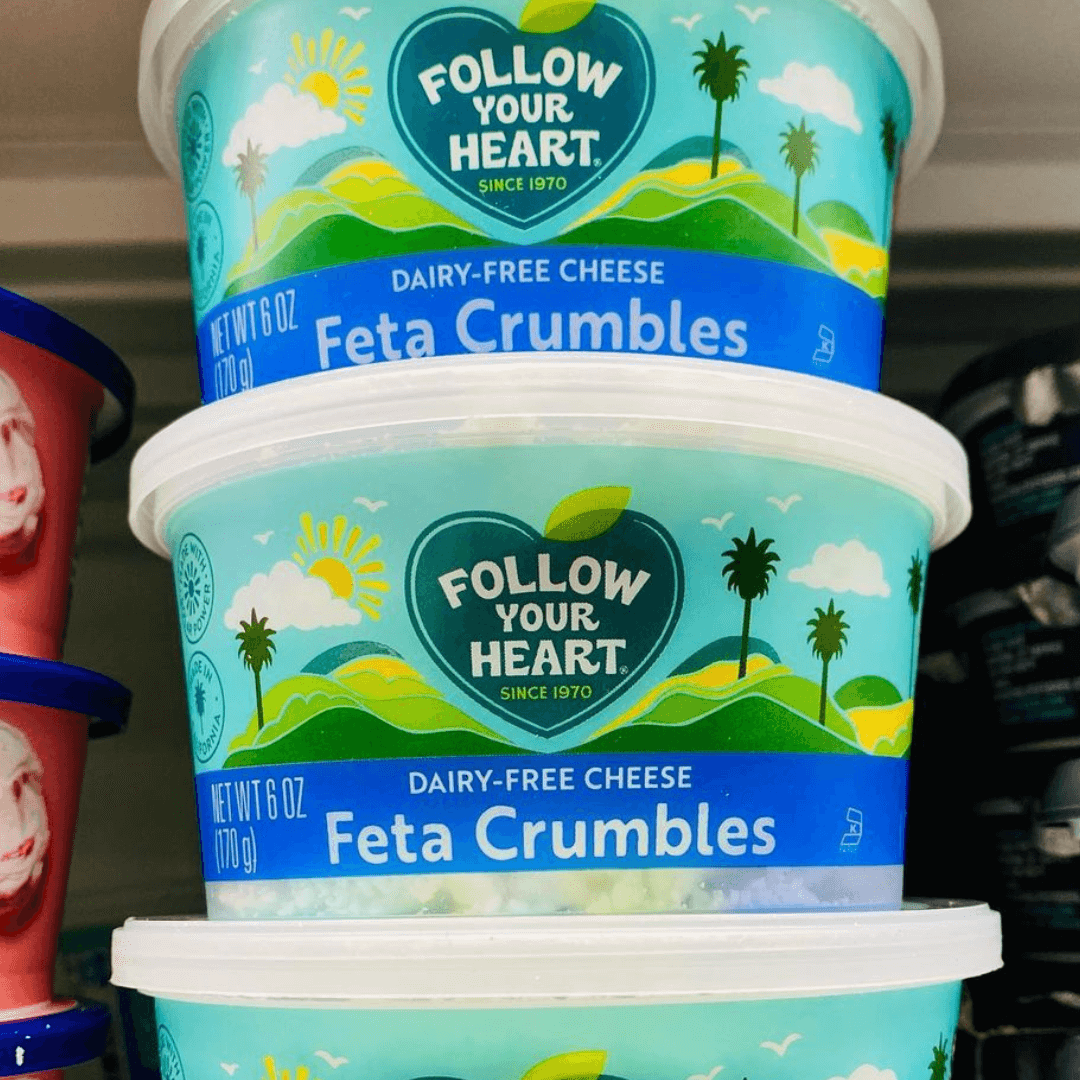 FOLLOW
YOUR
HEART
SINCE 1970
DAIRY-FREE CHEESE
NET WT 6 OZ
(170 g)
Feta Crumbles
K
FOLLOW
YOUR
HEART
SINCE 1970
DAIRY-FREE CHEESE
NET WT 6 OZ
(170 g)
Feta Crumbles
K